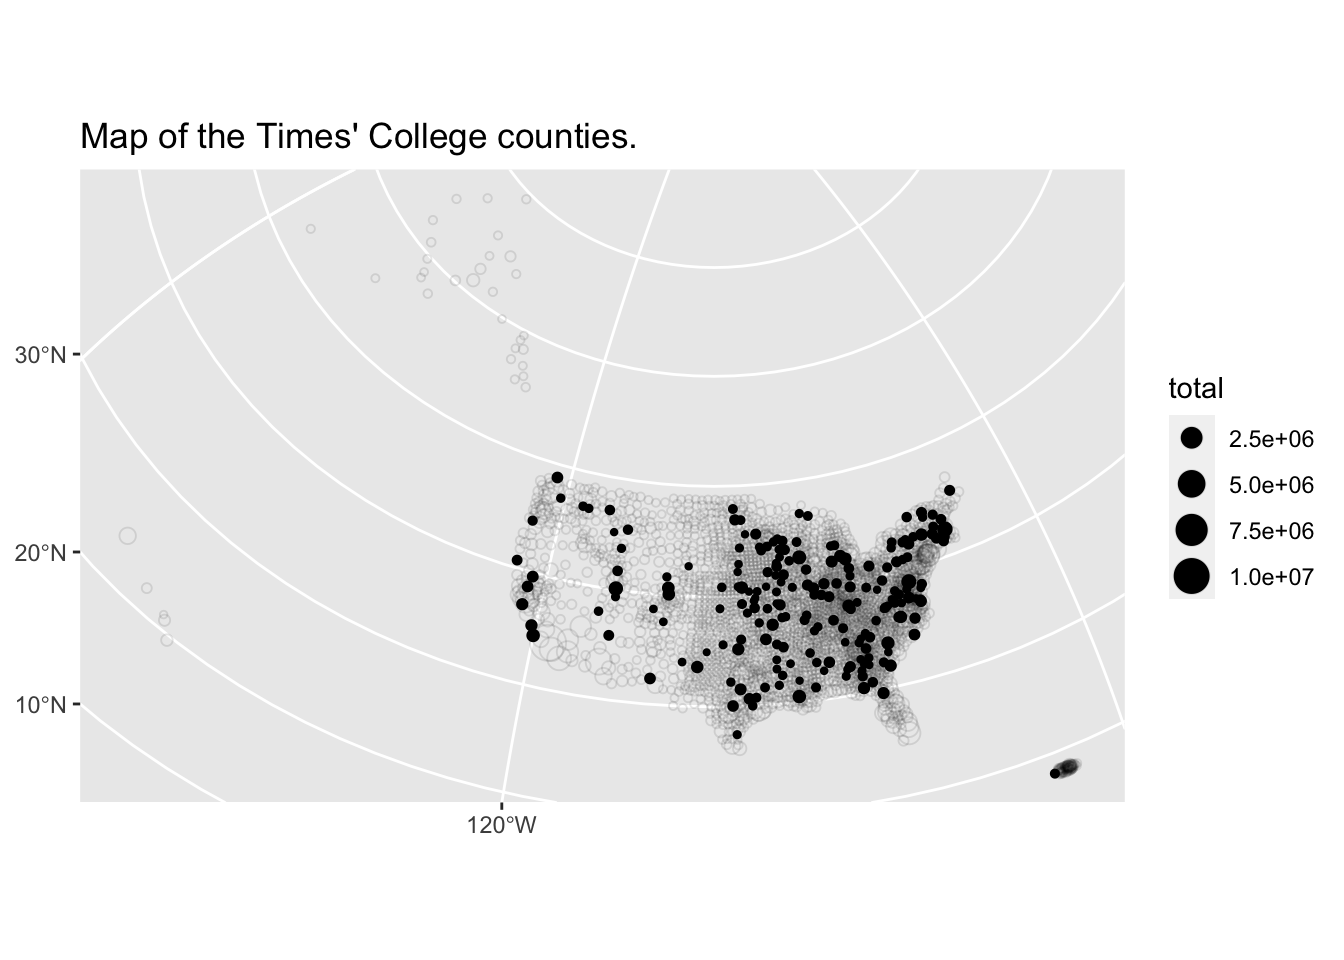 Map of the Times' College counties.
30°N
20°N
10°N
120°W
total
2.5e+06
5.0e+06
7.5e+06
1.0e+07